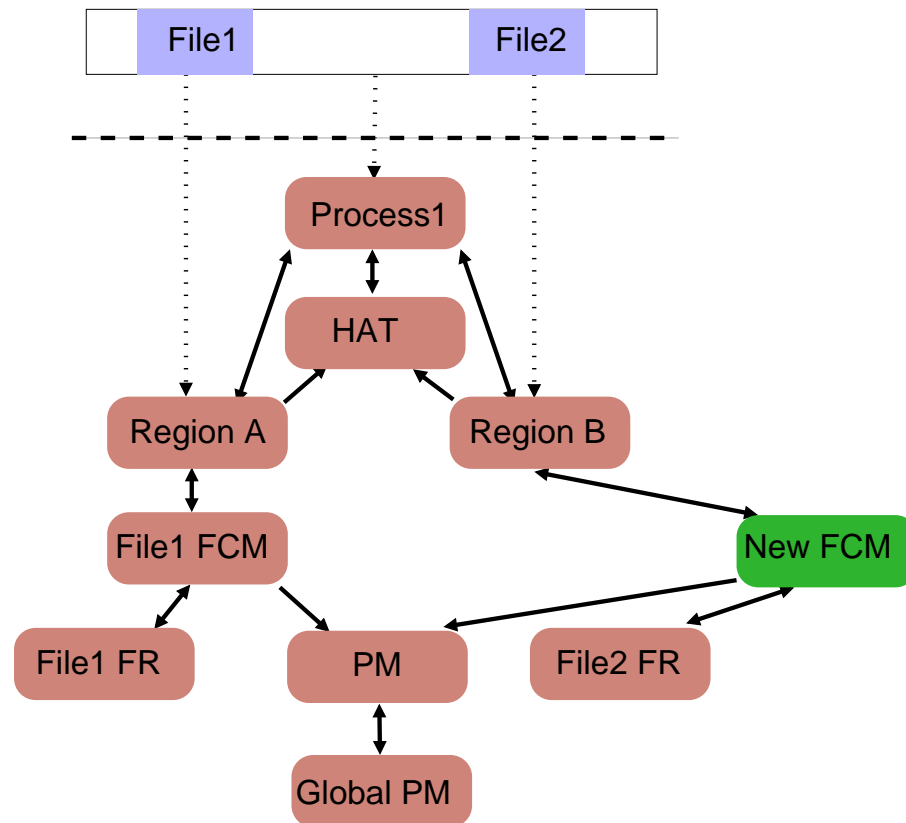 File1
File2
Process1
HAT
Region A
Region B
File1 FCM
New FCM
File1 FR
PM
File2 FR
Global PM